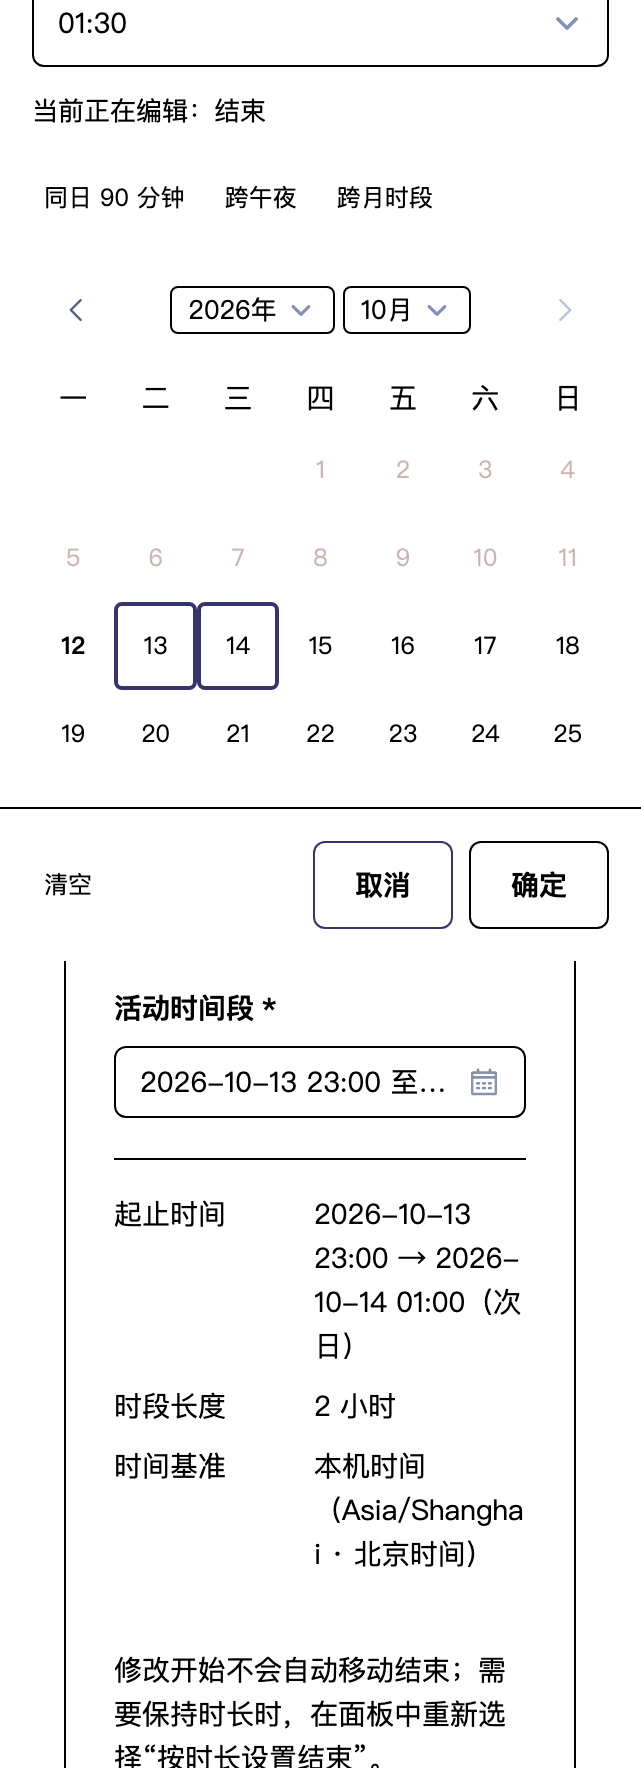 01:30
当前正在编辑：结束
同日 90 分钟 跨午夜 跨月时段
2026年 10月
一 二 三 四 五 六 日
1 2 3 4
5 6 7 8 9 10 11
12 13 14 15 16 17 18
19 20 21 22 23 24 25
清空 取消 确定
活动时间段 *
2026-10-13 23:00 至…
起止时间 2026-10-13
23:00 → 2026-
10-14 01:00（次
日）
时段长度 2 小时
时间基准 本机时间
（Asia/Shangha
i · 北京时间）
修改开始不会自动移动结束；需
要保持时长时，在面板中重新选
择“按时长设置结束”。